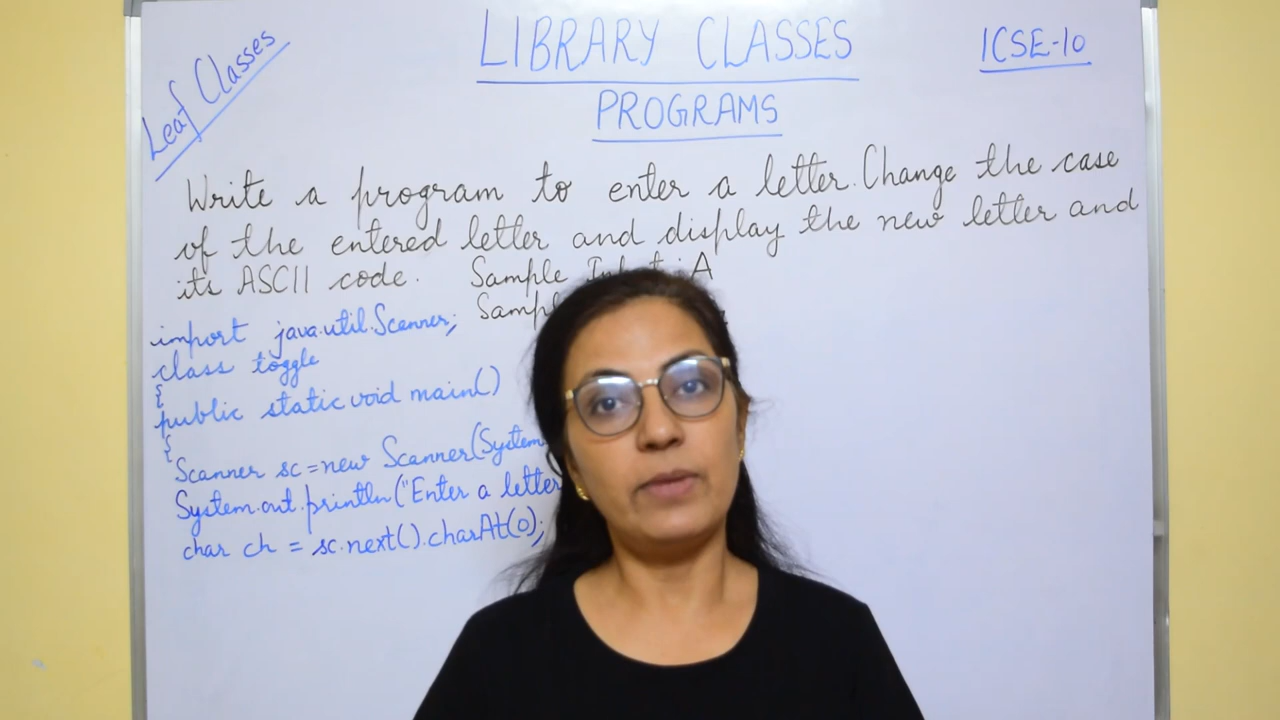 Leaf Classes
LIBRARY CLASSES
ICSE-10
PROGRAMS
Write a program to enter a letter. Change the case
of the entered letter and display the new letter and
its ASCII code. Sample : A
import java.util.Scanner;
class toggle
{
public static void main()
{
Scanner sc = new Scanner(System
System.out.println("Enter a letter
char ch = sc.next().charAt(0);